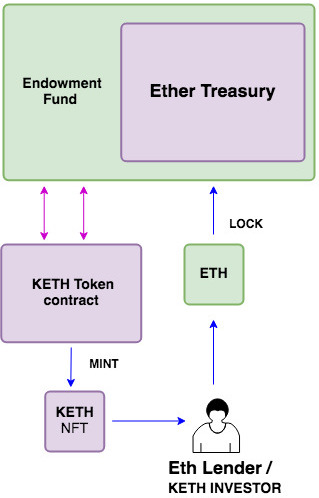 Endowment
Fund
Ether Treasury
LOCK
KETH Token
contract
ETH
MINT
KETH
NFT
Eth Lender /
KETH INVESTOR